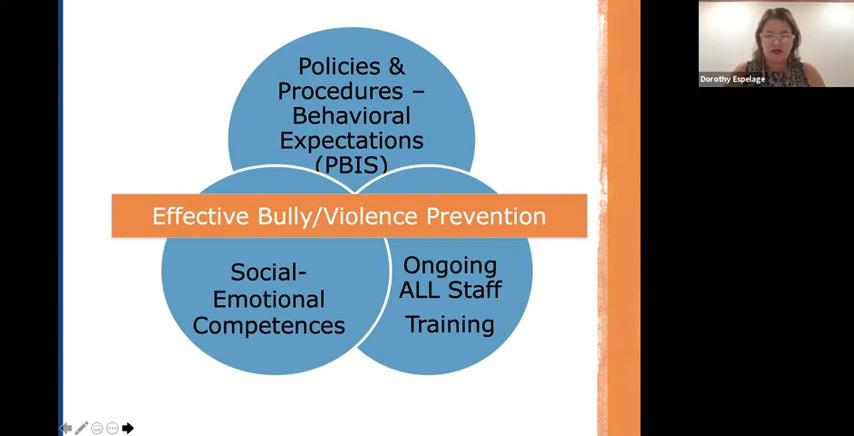 Policies &
Procedures –
Behavioral
Expectations
(PBIS)
Effective Bully/Violence Prevention
Social-
Emotional
Competences
Ongoing
ALL Staff
Training
Dorothy Espelage